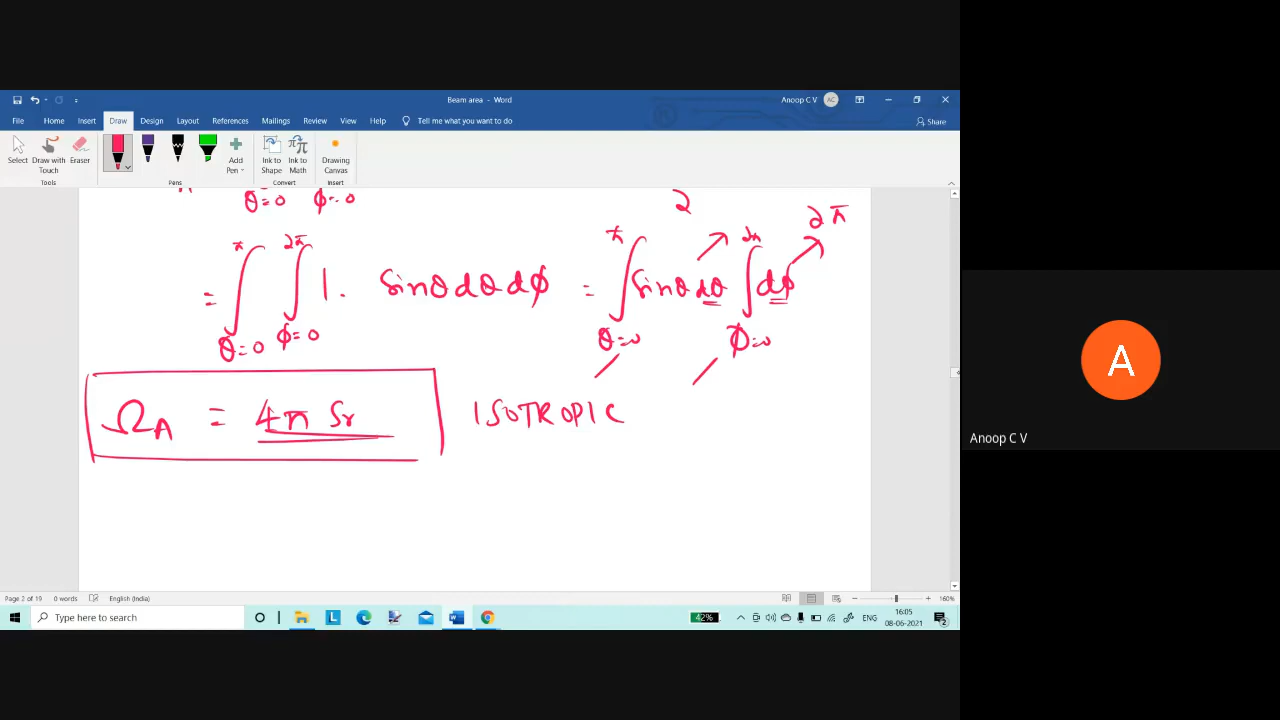 Beam area - Word
Anoop C V
AC
File Home Insert Draw Design Layout References Mailings Review View Help Tell me what you want to do
Share
Select
Draw with Touch
Eraser
Add Pen
Ink to Shape
Ink to Math
Drawing Canvas
Tools
Pens
Convert
Insert
θ=0 φ=0
2
2π
= ∫_{θ=0}^{π} ∫_{φ=0}^{2π} 1. sinθ dθ dφ = ∫_{θ=0}^{π} sinθ dθ ∫_{φ=0}^{2π} dφ
Ω_A = 4π Sr ISOTROPIC
A
Anoop C V
Page 2 of 19 0 words English (India)
160%
Type here to search
L
42%
ENG
16:05
08-06-2021
2